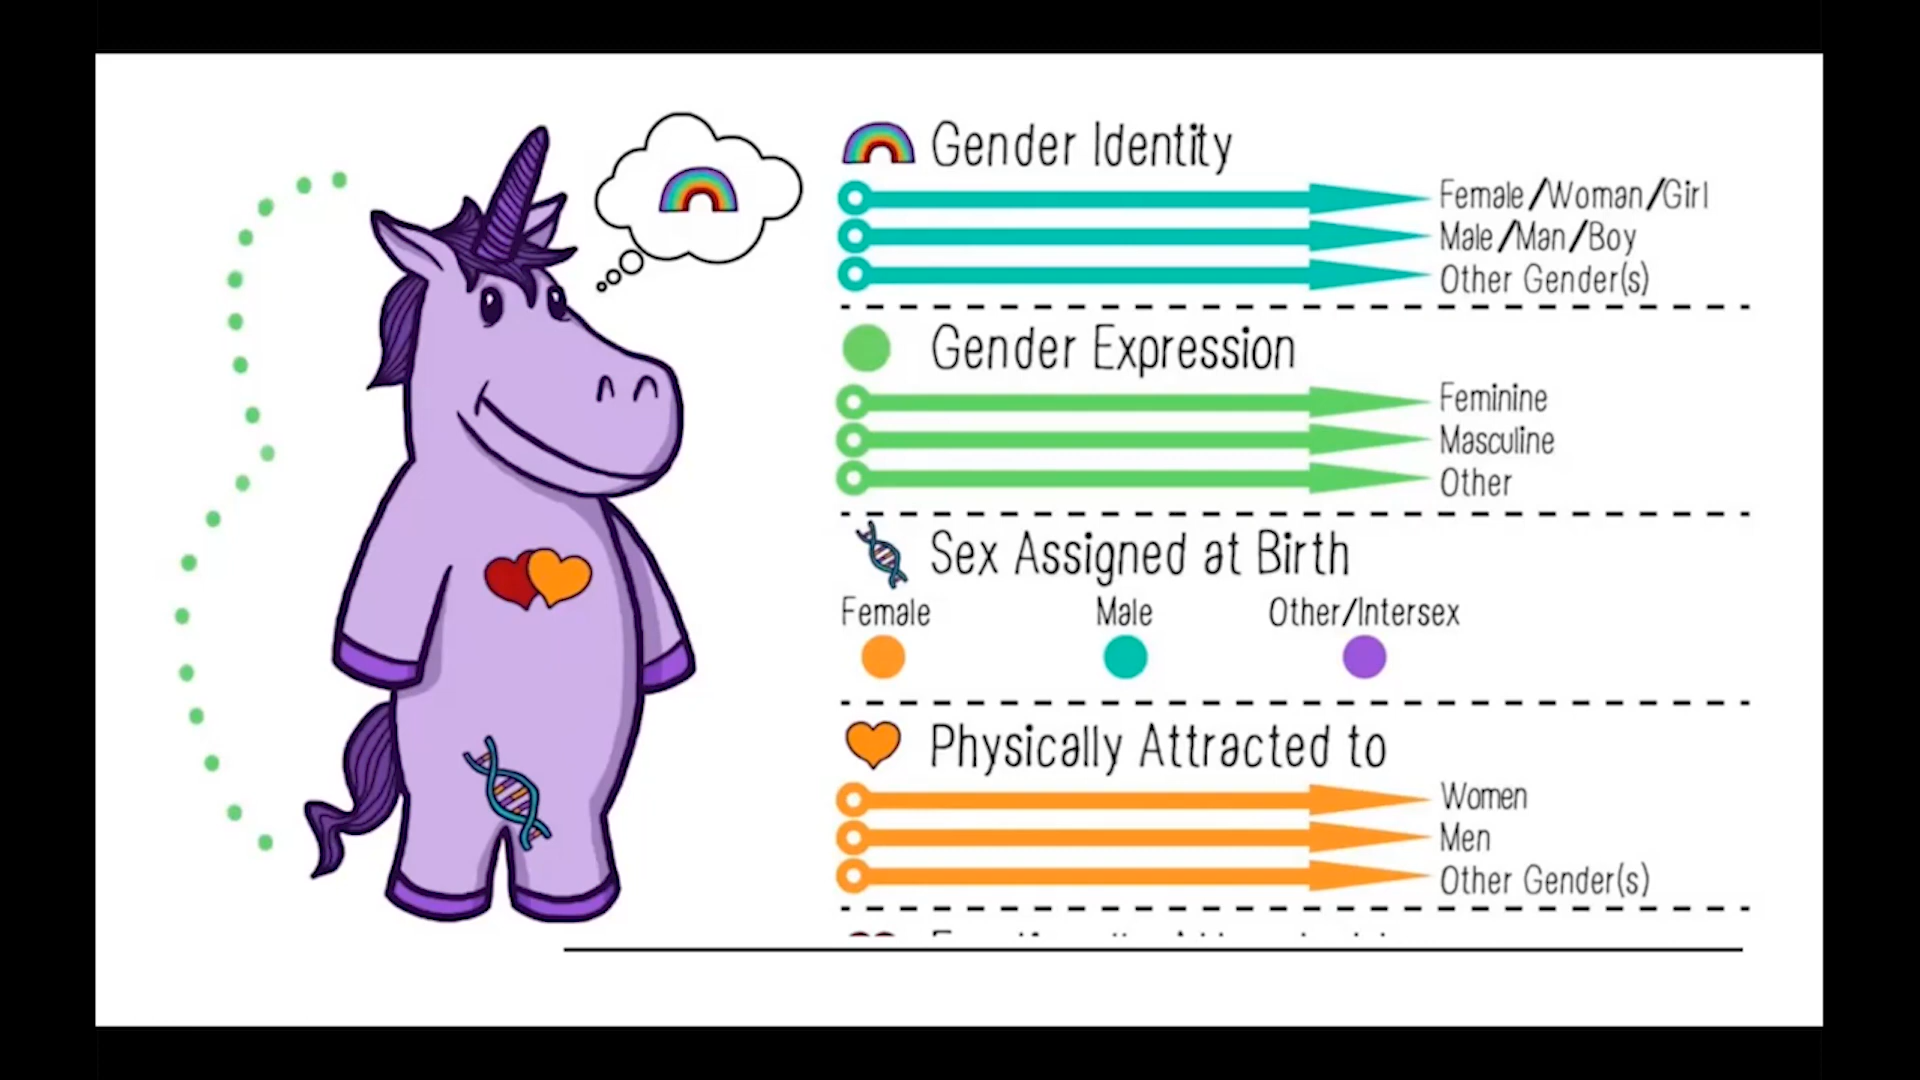 Gender Identity
Female/Woman/Girl
Male/Man/Boy
Other Gender(s)
Gender Expression
Feminine
Masculine
Other
Sex Assigned at Birth
Female Male Other/Intersex
Physically Attracted to
Women
Men
Other Gender(s)